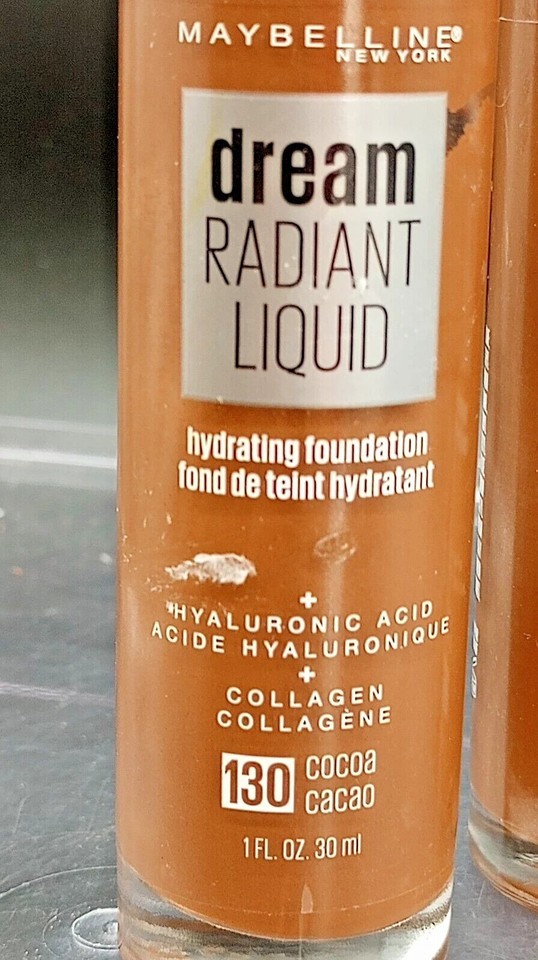 MAYBELLINE®
NEW YORK
dream
RADIANT
LIQUID
hydrating foundation
fond de teint hydratant
+
HYALURONIC ACID
ACIDE HYALURONIQUE
+
COLLAGEN
COLLAGÈNE
130 cocoa
cacao
1 FL. OZ. 30 ml